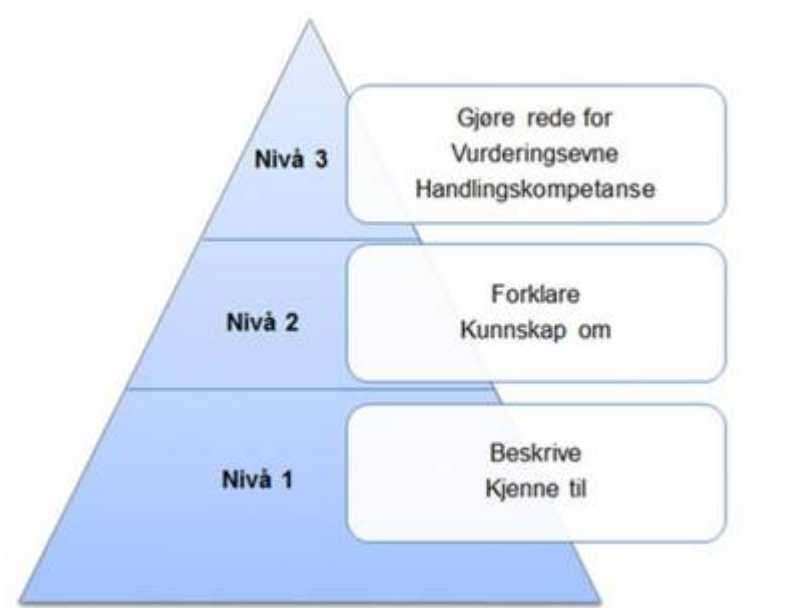 Nivå 3
Gjøre rede for
Vurderingsevne
Handlingskompetanse
Nivå 2
Forklare
Kunnskap om
Nivå 1
Beskrive
Kjenne til